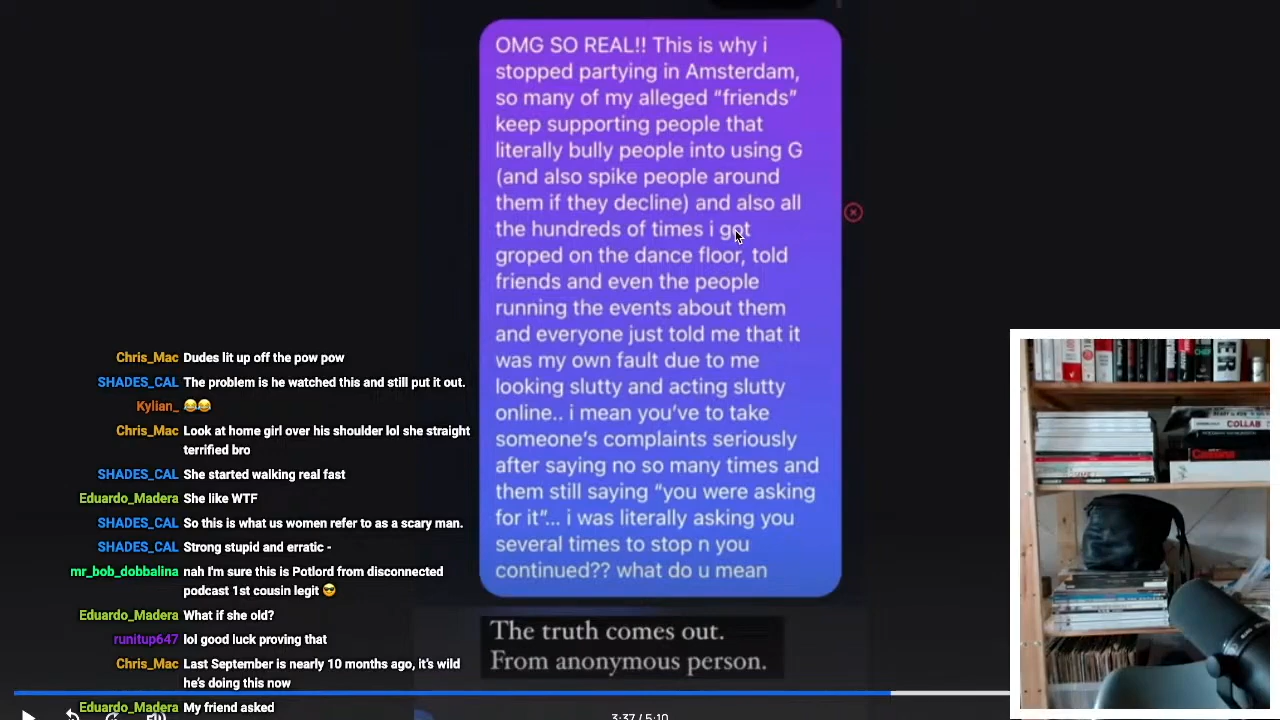 OMG SO REAL!! This is why i
stopped partying in Amsterdam,
so many of my alleged “friends”
keep supporting people that
literally bully people into using G
(and also spike people around
them if they decline) and also all
the hundreds of times i got
groped on the dance floor, told
friends and even the people
running the events about them
and everyone just told me that it
was my own fault due to me
looking slutty and acting slutty
online.. i mean you’ve to take
someone’s complaints seriously
after saying no so many times and
them still saying “you were asking
for it”... i was literally asking you
several times to stop n you
continued?? what do u mean
The truth comes out.
From anonymous person.
Chris_Mac Dudes lit up off the pow pow
SHADES_CAL The problem is he watched this and still put it out.
Kylian_ 😂😂
Chris_Mac Look at home girl over his shoulder lol she straight
terrified bro
SHADES_CAL She started walking real fast
Eduardo_Madera She like WTF
SHADES_CAL So this is what us women refer to as a scary man.
SHADES_CAL Strong stupid and erratic -
mr_bob_dobbalina nah I'm sure this is Potlord from disconnected
podcast 1st cousin legit 😎
Eduardo_Madera What if she old?
runitup647 lol good luck proving that
Chris_Mac Last September is nearly 10 months ago, it's wild
he's doing this now
Eduardo_Madera My friend asked
3:37 / 5:10
COLLAB